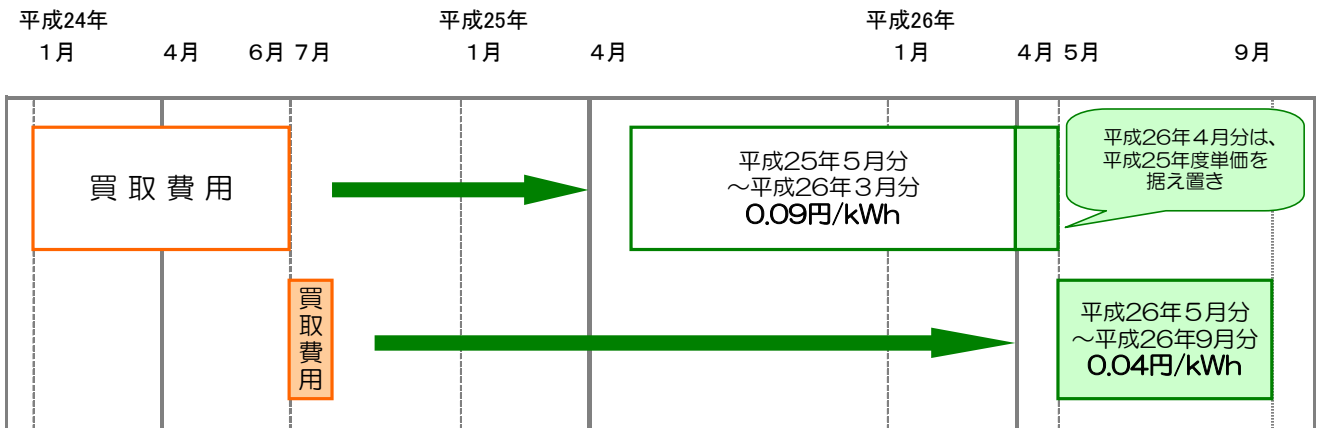 平成24年 平成25年 平成26年
１月 ４月 ６月 ７月 １月 ４月 １月 ４月 ５月 ９月
買 取 費 用
平成25年５月分
～平成26年３月分
0.09円/kWh
平成26年４月分は、
平成25年度単価を
据え置き
買
取
費
用
平成26年５月分
～平成26年9月分
0.04円/kWh